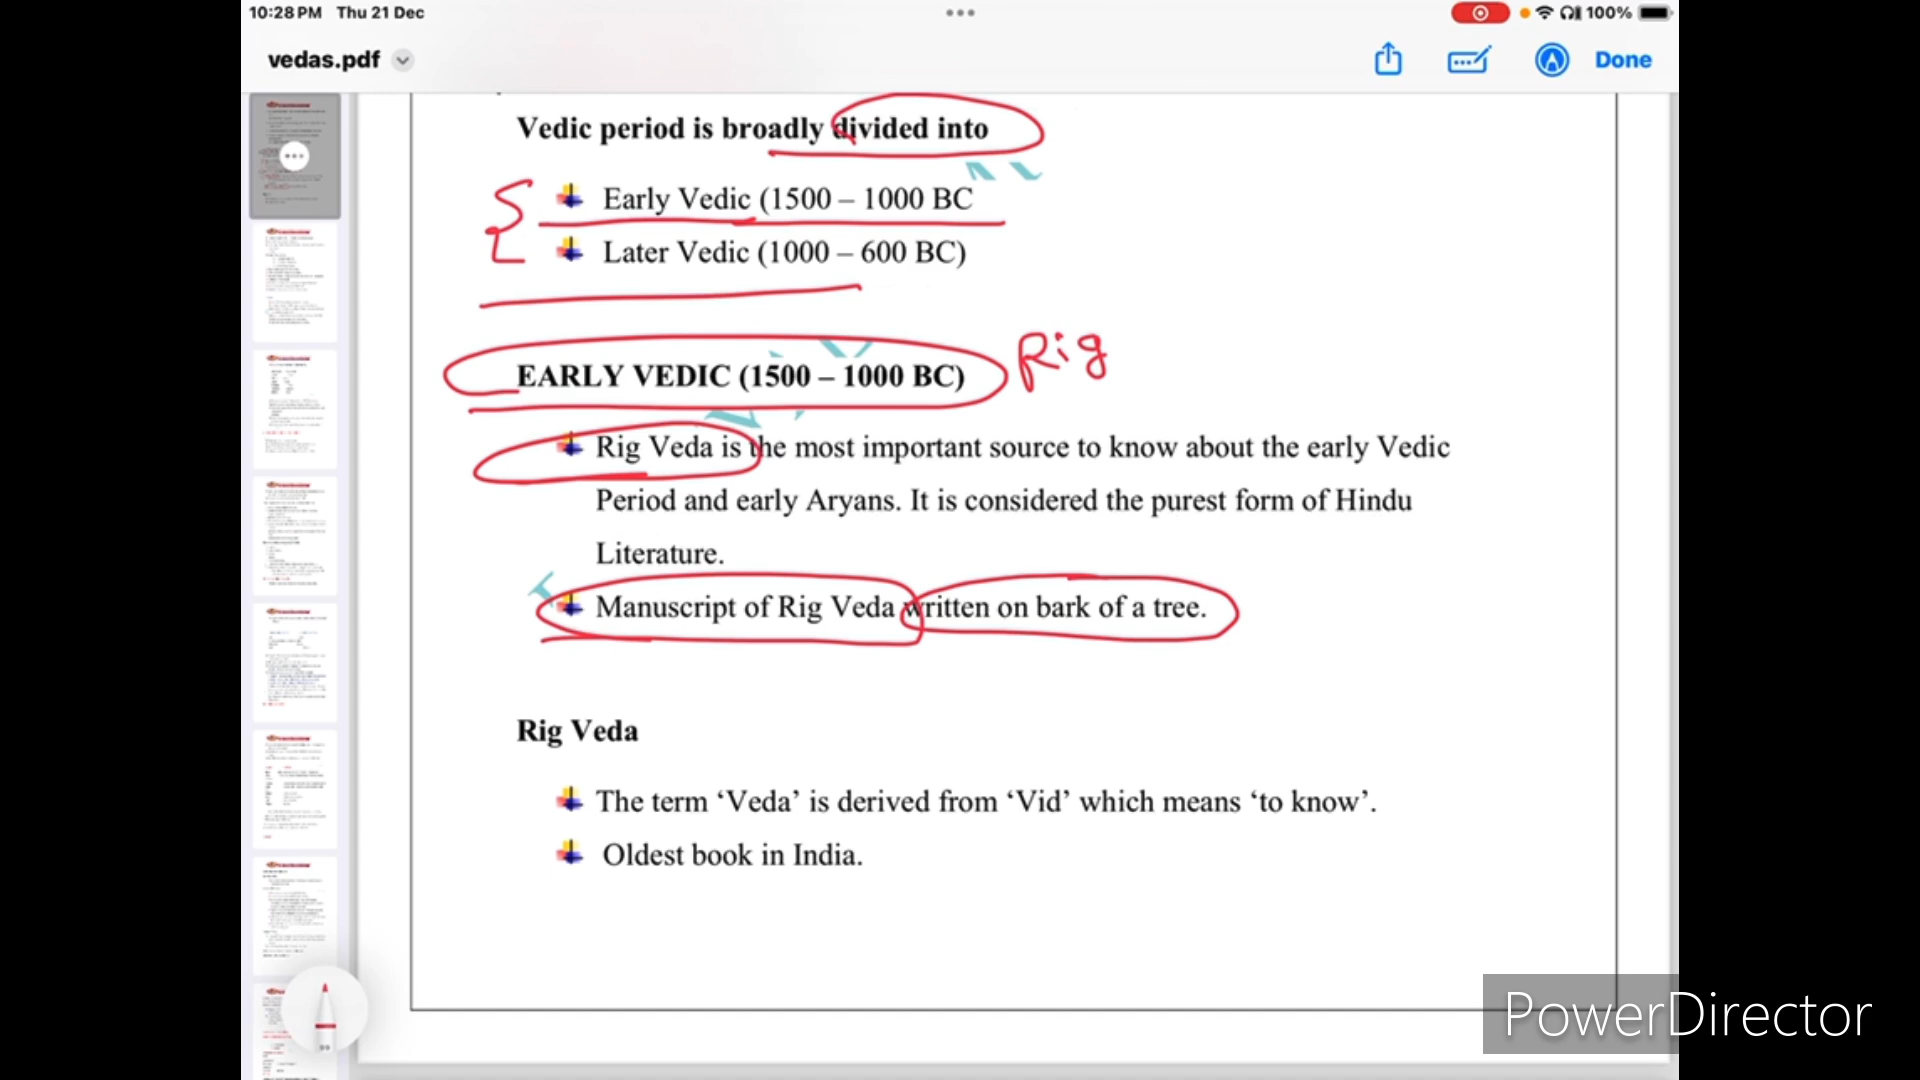 10:28 PM Thu 21 Dec
100%
vedas.pdf
Done
Vedic period is broadly divided into
Early Vedic (1500 – 1000 BC
Later Vedic (1000 – 600 BC)
EARLY VEDIC (1500 – 1000 BC) Rig
Rig Veda is the most important source to know about the early Vedic
Period and early Aryans. It is considered the purest form of Hindu
Literature.
Manuscript of Rig Veda written on bark of a tree.
Rig Veda
The term ‘Veda’ is derived from ‘Vid’ which means ‘to know’.
Oldest book in India.
PowerDirector